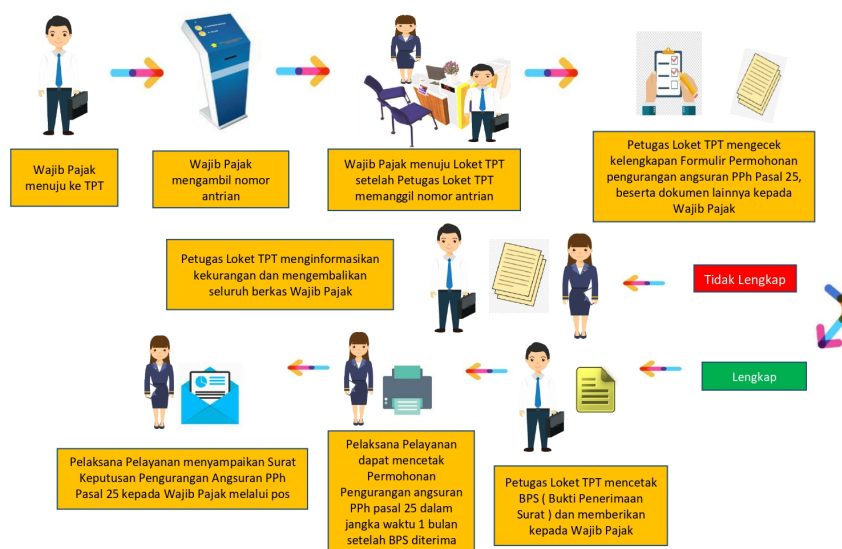 Wajib Pajak
menuju ke TPT
Wajib Pajak
mengambil nomor
antrian
Wajib Pajak menuju Loket TPT
setelah Petugas Loket TPT
memanggil nomor antrian
Petugas Loket TPT mengecek
kelengkapan Formulir Permohonan
pengurangan angsuran PPh Pasal 25,
beserta dokumen lainnya kepada
Wajib Pajak
Petugas Loket TPT menginformasikan
kekurangan dan mengembalikan
seluruh berkas Wajib Pajak
Tidak Lengkap
Lengkap
Pelaksana Pelayanan menyampaikan Surat
Keputusan Pengurangan Angsuran PPh
Pasal 25 kepada Wajib Pajak melalui pos
Pelaksana Pelayanan
dapat mencetak
Permohonan
Pengurangan angsuran
PPh pasal 25 dalam
jangka waktu 1 bulan
setelah BPS diterima
Petugas Loket TPT mencetak
BPS ( Bukti Penerimaan
Surat ) dan memberikan
kepada Wajib Pajak